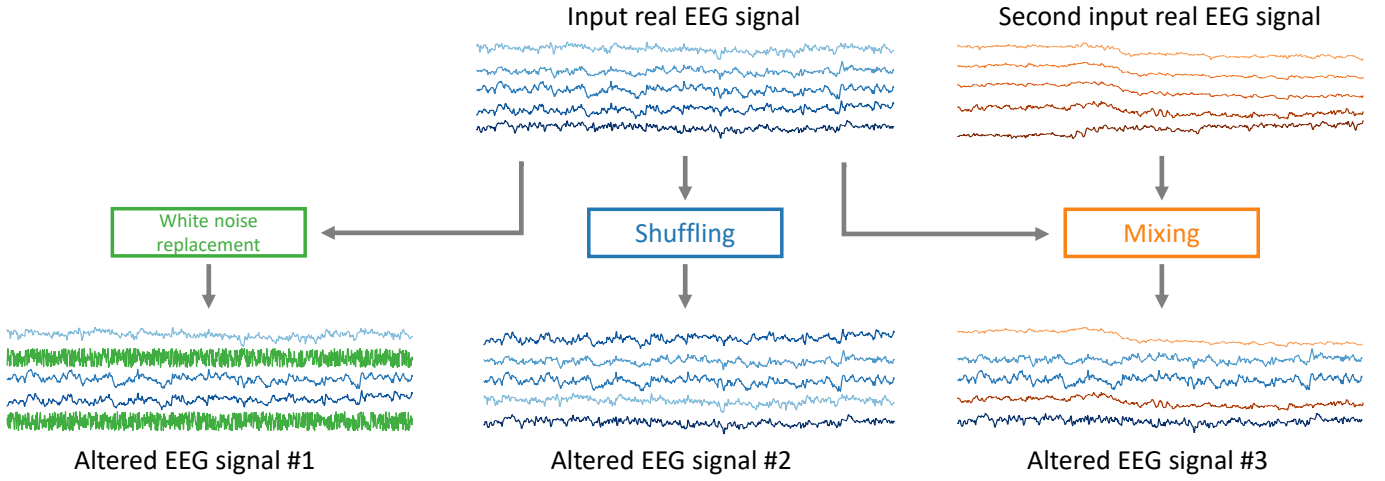 Input real EEG signal
Second input real EEG signal
White noise
replacement
Shuffling
Mixing
Altered EEG signal #1
Altered EEG signal #2
Altered EEG signal #3